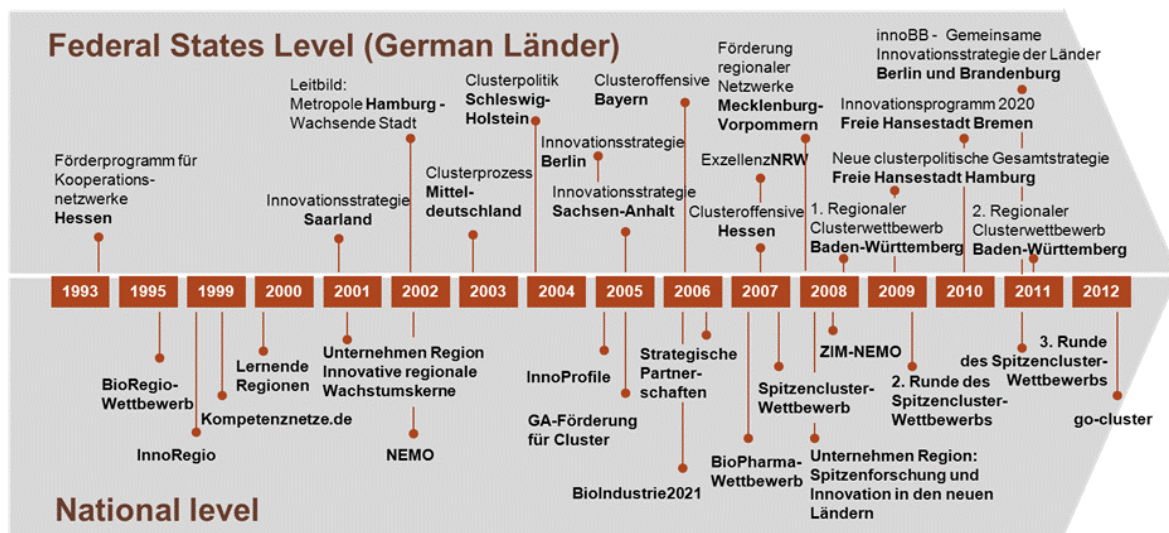 Federal States Level (German Länder)
Förderprogramm für
Kooperations-
netzwerke
Hessen
Innovationsstrategie
Saarland
Leitbild:
Metropole Hamburg -
Wachsende Stadt
Clusterprozess
Mittel-
deutschland
Clusterpolitik
Schleswig-
Holstein
Innovationsstrategie
Berlin
Innovationsstrategie
Sachsen-Anhalt
Clusteroffensive
Bayern
Förderung
regionaler
Netzwerke
Mecklenburg-
Vorpommern
ExzellenzNRW
Clusteroffensive
Hessen
innoBB - Gemeinsame
Innovationsstrategie der Länder
Berlin und Brandenburg
Innovationsprogramm 2020
Freie Hansestadt Bremen
Neue clusterpolitische Gesamtstrategie
Freie Hansestadt Hamburg
1. Regionaler
Clusterwettbewerb
Baden-Württemberg
2. Regionaler
Clusterwettbewerb
Baden-Württemberg
1993 1995 1999 2000 2001 2002 2003 2004 2005 2006 2007 2008 2009 2010 2011 2012
BioRegio-
Wettbewerb
InnoRegio
Kompetenznetze.de
Lernende
Regionen
Unternehmen Region
Innovative regionale
Wachstumskerne
NEMO
InnoProfile
GA-Förderung
für Cluster
BioIndustrie2021
Strategische
Partner-
schaften
BioPharma-
Wettbewerb
Spitzencluster-
Wettbewerb
Unternehmen Region:
Spitzenforschung und
Innovation in den neuen
Ländern
ZIM-NEMO
2. Runde des
Spitzencluster-
Wettbewerbs
3. Runde
des Spitzencluster-
Wettbewerbs
go-cluster
National level